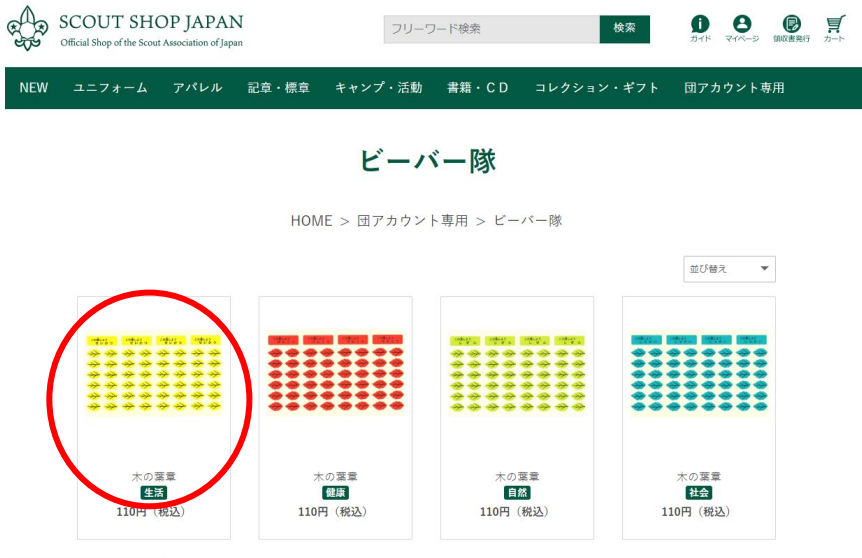 SCOUT SHOP JAPAN
Official Shop of the Scout Association of Japan
フリーワード検索
検索
ガイド
マイページ
領収書発行
カート
NEW ユニフォーム アパレル 記章・標章 キャンプ・活動 書籍・CD コレクション・ギフト 団アカウント専用
ビーバー隊
HOME > 団アカウント専用 > ビーバー隊
並び替え
木の葉章
生活
110円（税込）
木の葉章
健康
110円（税込）
木の葉章
自然
110円（税込）
木の葉章
社会
110円（税込）